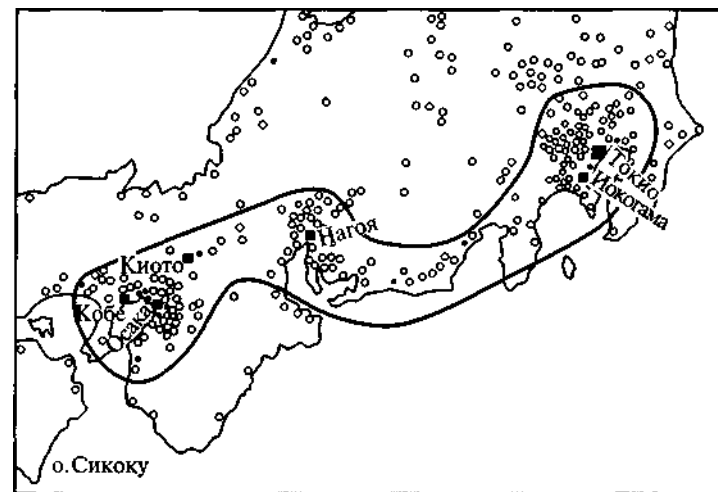 Токио
Иокогама
Нагоя
Киото
Кобе
Осака
о. Сикоку